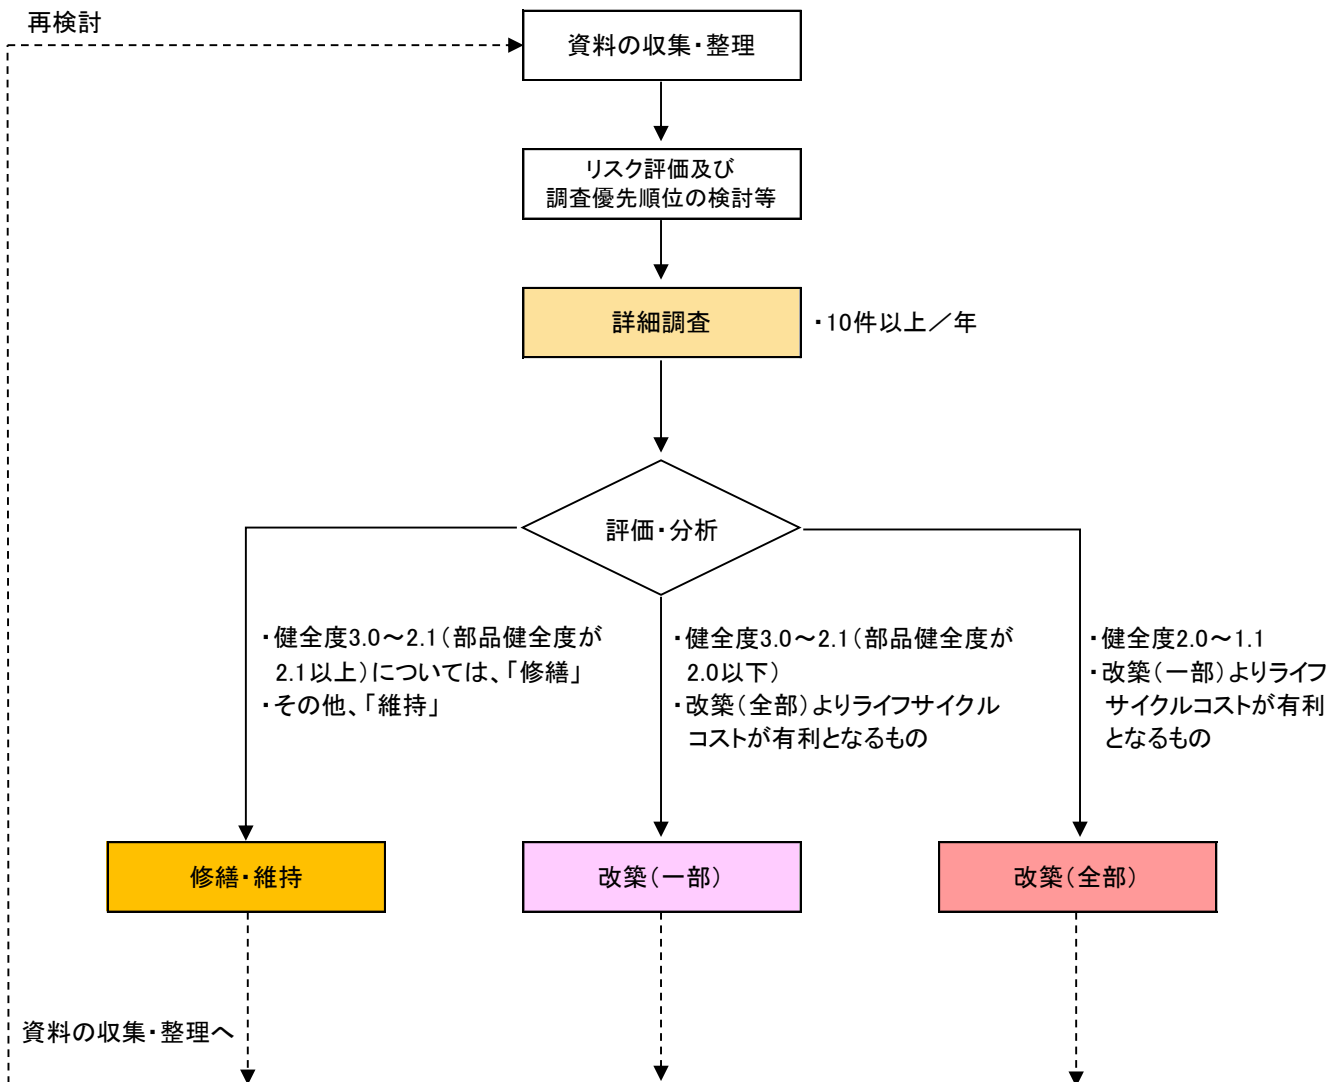 再検討
資料の収集・整理
リスク評価及び
調査優先順位の検討等
詳細調査
・10件以上／年
評価・分析
・健全度3.0～2.1（部品健全度が
2.1以上）については、「修繕」
・その他、「維持」
・健全度3.0～2.1（部品健全度が
2.0以下）
・改築（全部）よりライフサイクル
コストが有利となるもの
・健全度2.0～1.1
・改築（一部）よりライフ
サイクルコストが有利
となるもの
修繕・維持
改築（一部）
改築（全部）
資料の収集・整理へ